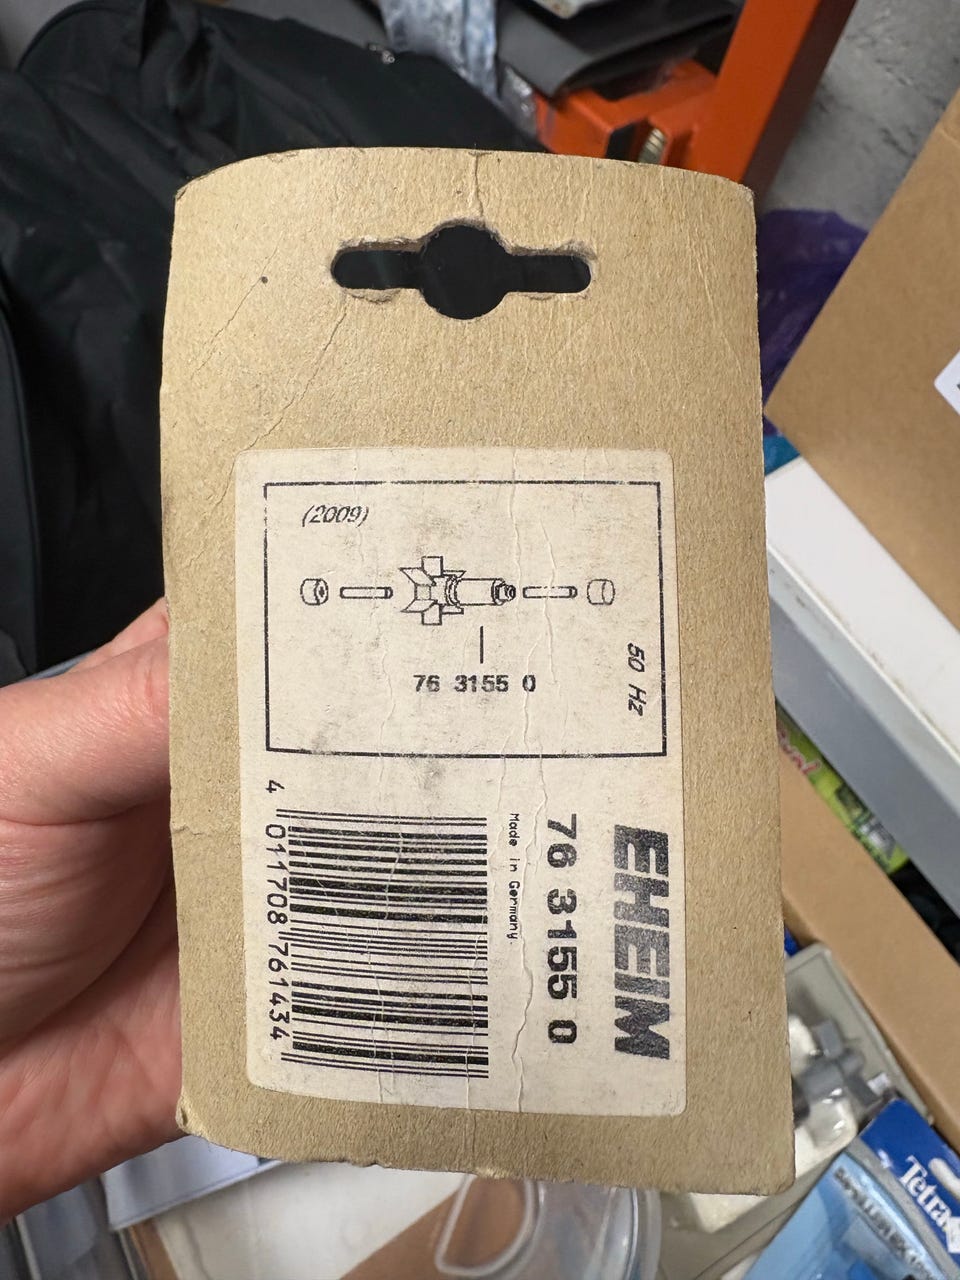 (2009)
76 3155 0
50 Hz
EHEIM
76 3155 0
Made in Germany
4 011708 761434
Tetra